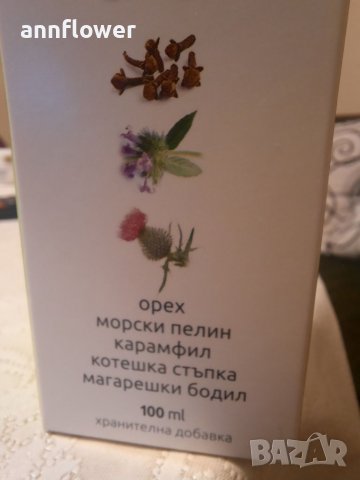 annflower
орех
морски пелин
карамфил
котешка стъпка
магарешки бодил
100 ml
хранителна добавка
BAZAR